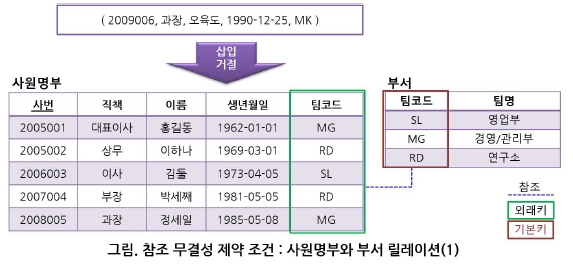 ( 2009006, 과장, 오육도, 1990-12-25, MK )
삽입
거절
사원명부
사번 직책 이름 생년월일 팀코드
2005001 대표이사 홍길동 1962-01-01 MG
2005002 상무 이하나 1969-03-01 RD
2006003 이사 김둘 1973-04-05 SL
2007004 부장 박세째 1981-05-05 RD
2008005 과장 정세일 1985-05-08 MG
부서
팀코드 팀명
SL 영업부
MG 경영/관리부
RD 연구소
참조
외래키
기본키
그림. 참조 무결성 제약 조건 : 사원명부와 부서 릴레이션(1)